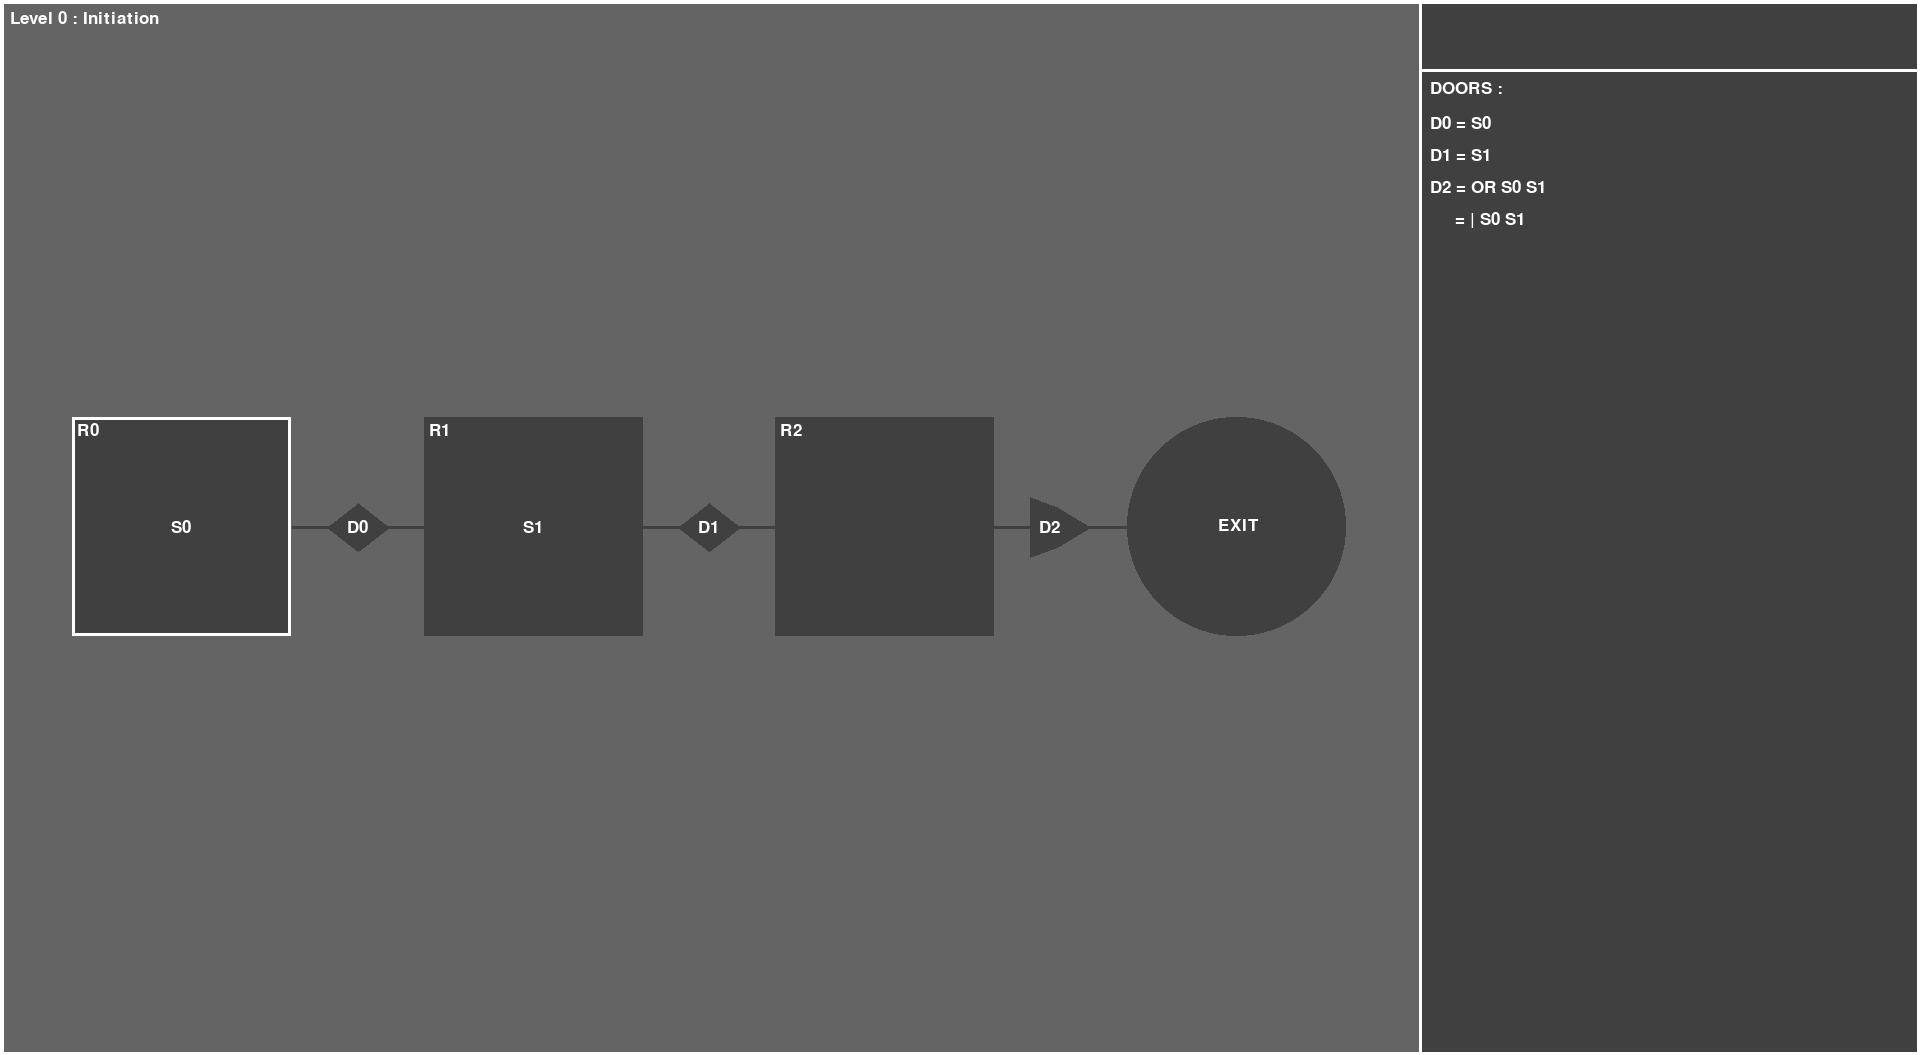 Level 0 : Initiation
DOORS :
D0 = S0
D1 = S1
D2 = OR S0 S1
= | S0 S1
R0
R1
R2
S0
D0
S1
D1
D2
EXIT